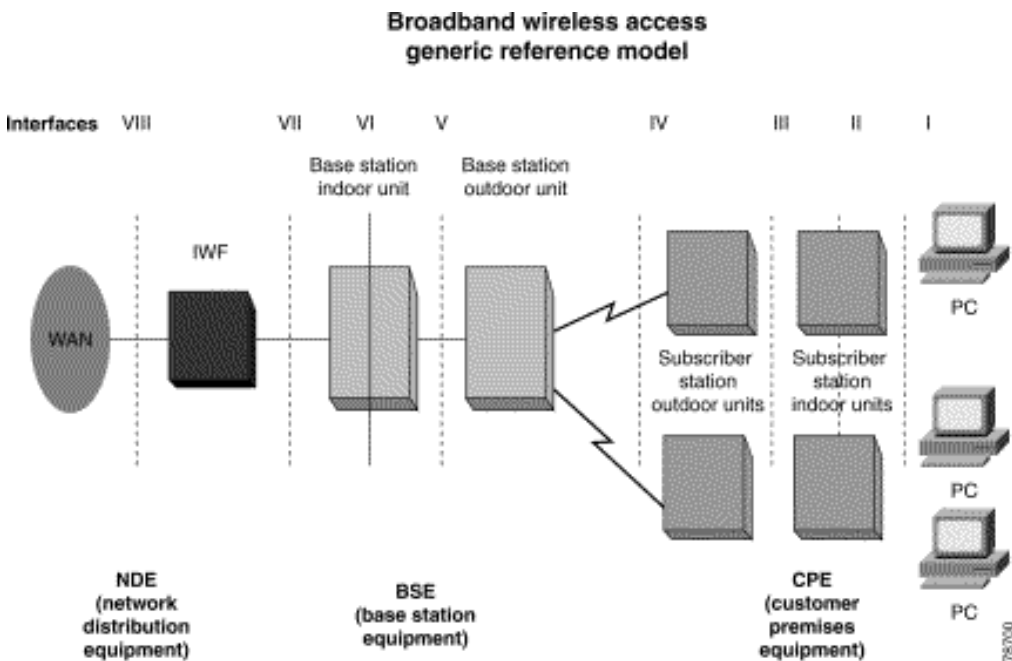 Broadband wireless access
generic reference model
Interfaces VIII VII VI V IV III II I
Base station
indoor unit
Base station
outdoor unit
IWF
WAN
PC
Subscriber
station
outdoor units
Subscriber
station
indoor units
PC
PC
NDE
(network
distribution
equipment)
BSE
(base station
equipment)
CPE
(customer
premises
equipment)
78700